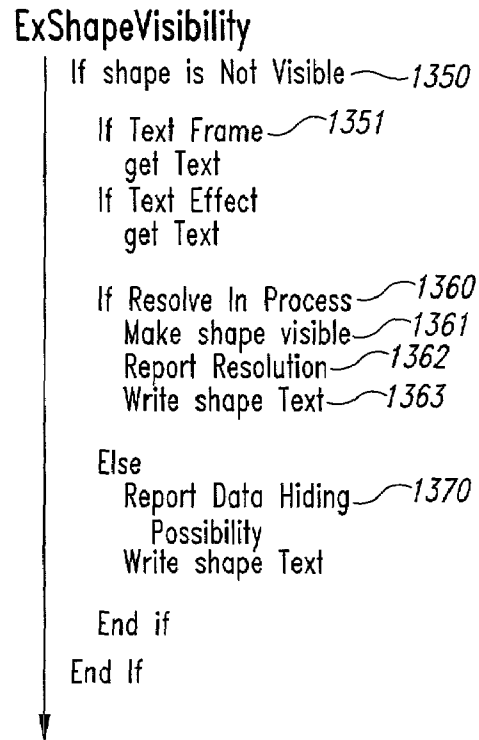 ExShapeVisibility
If shape is Not Visible 1350
If Text Frame 1351
get Text
If Text Effect
get Text
If Resolve In Process 1360
Make shape visible 1361
Report Resolution 1362
Write shape Text 1363
Else
Report Data Hiding 1370
Possibility
Write shape Text
End if
End If